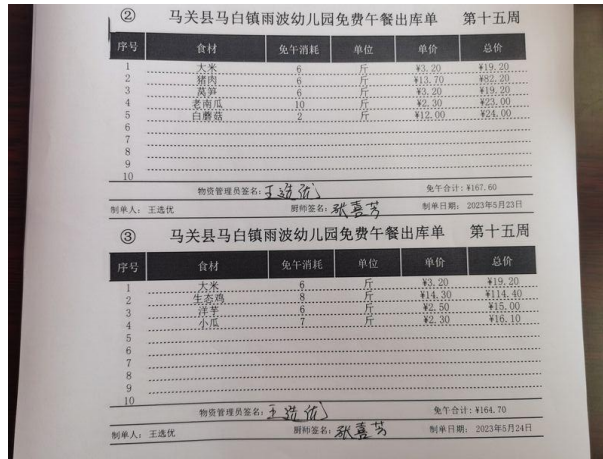 ② 马关县马白镇雨波幼儿园免费午餐出库单 第十五周
序号 食材 免午消耗 单位 单价 总价
1 大米 6 斤 ¥3.20 ¥19.20
2 猪肉 6 斤 ¥13.70 ¥82.20
3 莴笋 6 斤 ¥3.20 ¥19.20
4 老南瓜 10 斤 ¥2.30 ¥23.00
5 白蘑菇 2 斤 ¥12.00 ¥24.00
6
7
8
9
10
物资管理员签名: 王选优 免午合计: ¥167.60
制单人: 王选优 厨师签名: 张喜芳 制单日期: 2023年5月23日
③ 马关县马白镇雨波幼儿园免费午餐出库单 第十五周
序号 食材 免午消耗 单位 单价 总价
1 大米 6 斤 ¥3.20 ¥19.20
2 生态鸡 8 斤 ¥14.30 ¥114.40
3 洋芋 6 斤 ¥2.50 ¥15.00
4 小瓜 7 斤 ¥2.30 ¥16.10
5
6
7
8
9
10
物资管理员签名: 王选优 免午合计: ¥164.70
制单人: 王选优 厨师签名: 张喜芳 制单日期: 2023年5月24日